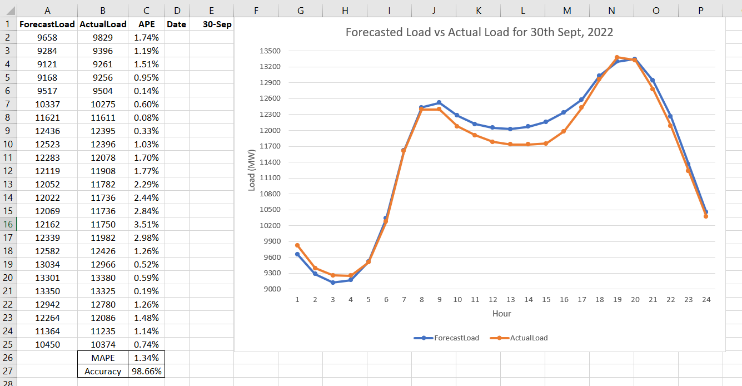 A B C D E F G H I J K L M N O P
1 ForecastLoad ActualLoad APE Date 30-Sep
2 9658 9829 1.74%
3 9284 9396 1.19%
4 9121 9261 1.51%
5 9168 9256 0.95%
6 9517 9504 0.14%
7 10337 10275 0.60%
8 11621 11611 0.08%
9 12436 12395 0.33%
10 12523 12396 1.03%
11 12283 12078 1.70%
12 12119 11908 1.77%
13 12052 11782 2.29%
14 12022 11736 2.44%
15 12069 11736 2.84%
16 12162 11750 3.51%
17 12339 11982 2.98%
18 12582 12426 1.26%
19 13034 12966 0.52%
20 13301 13380 0.59%
21 13350 13325 0.19%
22 12942 12780 1.26%
23 12264 12086 1.48%
24 11364 11235 1.14%
25 10450 10374 0.74%
26 MAPE 1.34%
27 Accuracy 98.66%
28
Forecasted Load vs Actual Load for 30th Sept, 2022
13500
13200
12900
12600
12300
12000
11700
11400
11100
10800
10500
10200
9900
9600
9300
9000
Load (MW)
1 2 3 4 5 6 7 8 9 10 11 12 13 14 15 16 17 18 19 20 21 22 23 24
Hour
ForecastLoad ActualLoad